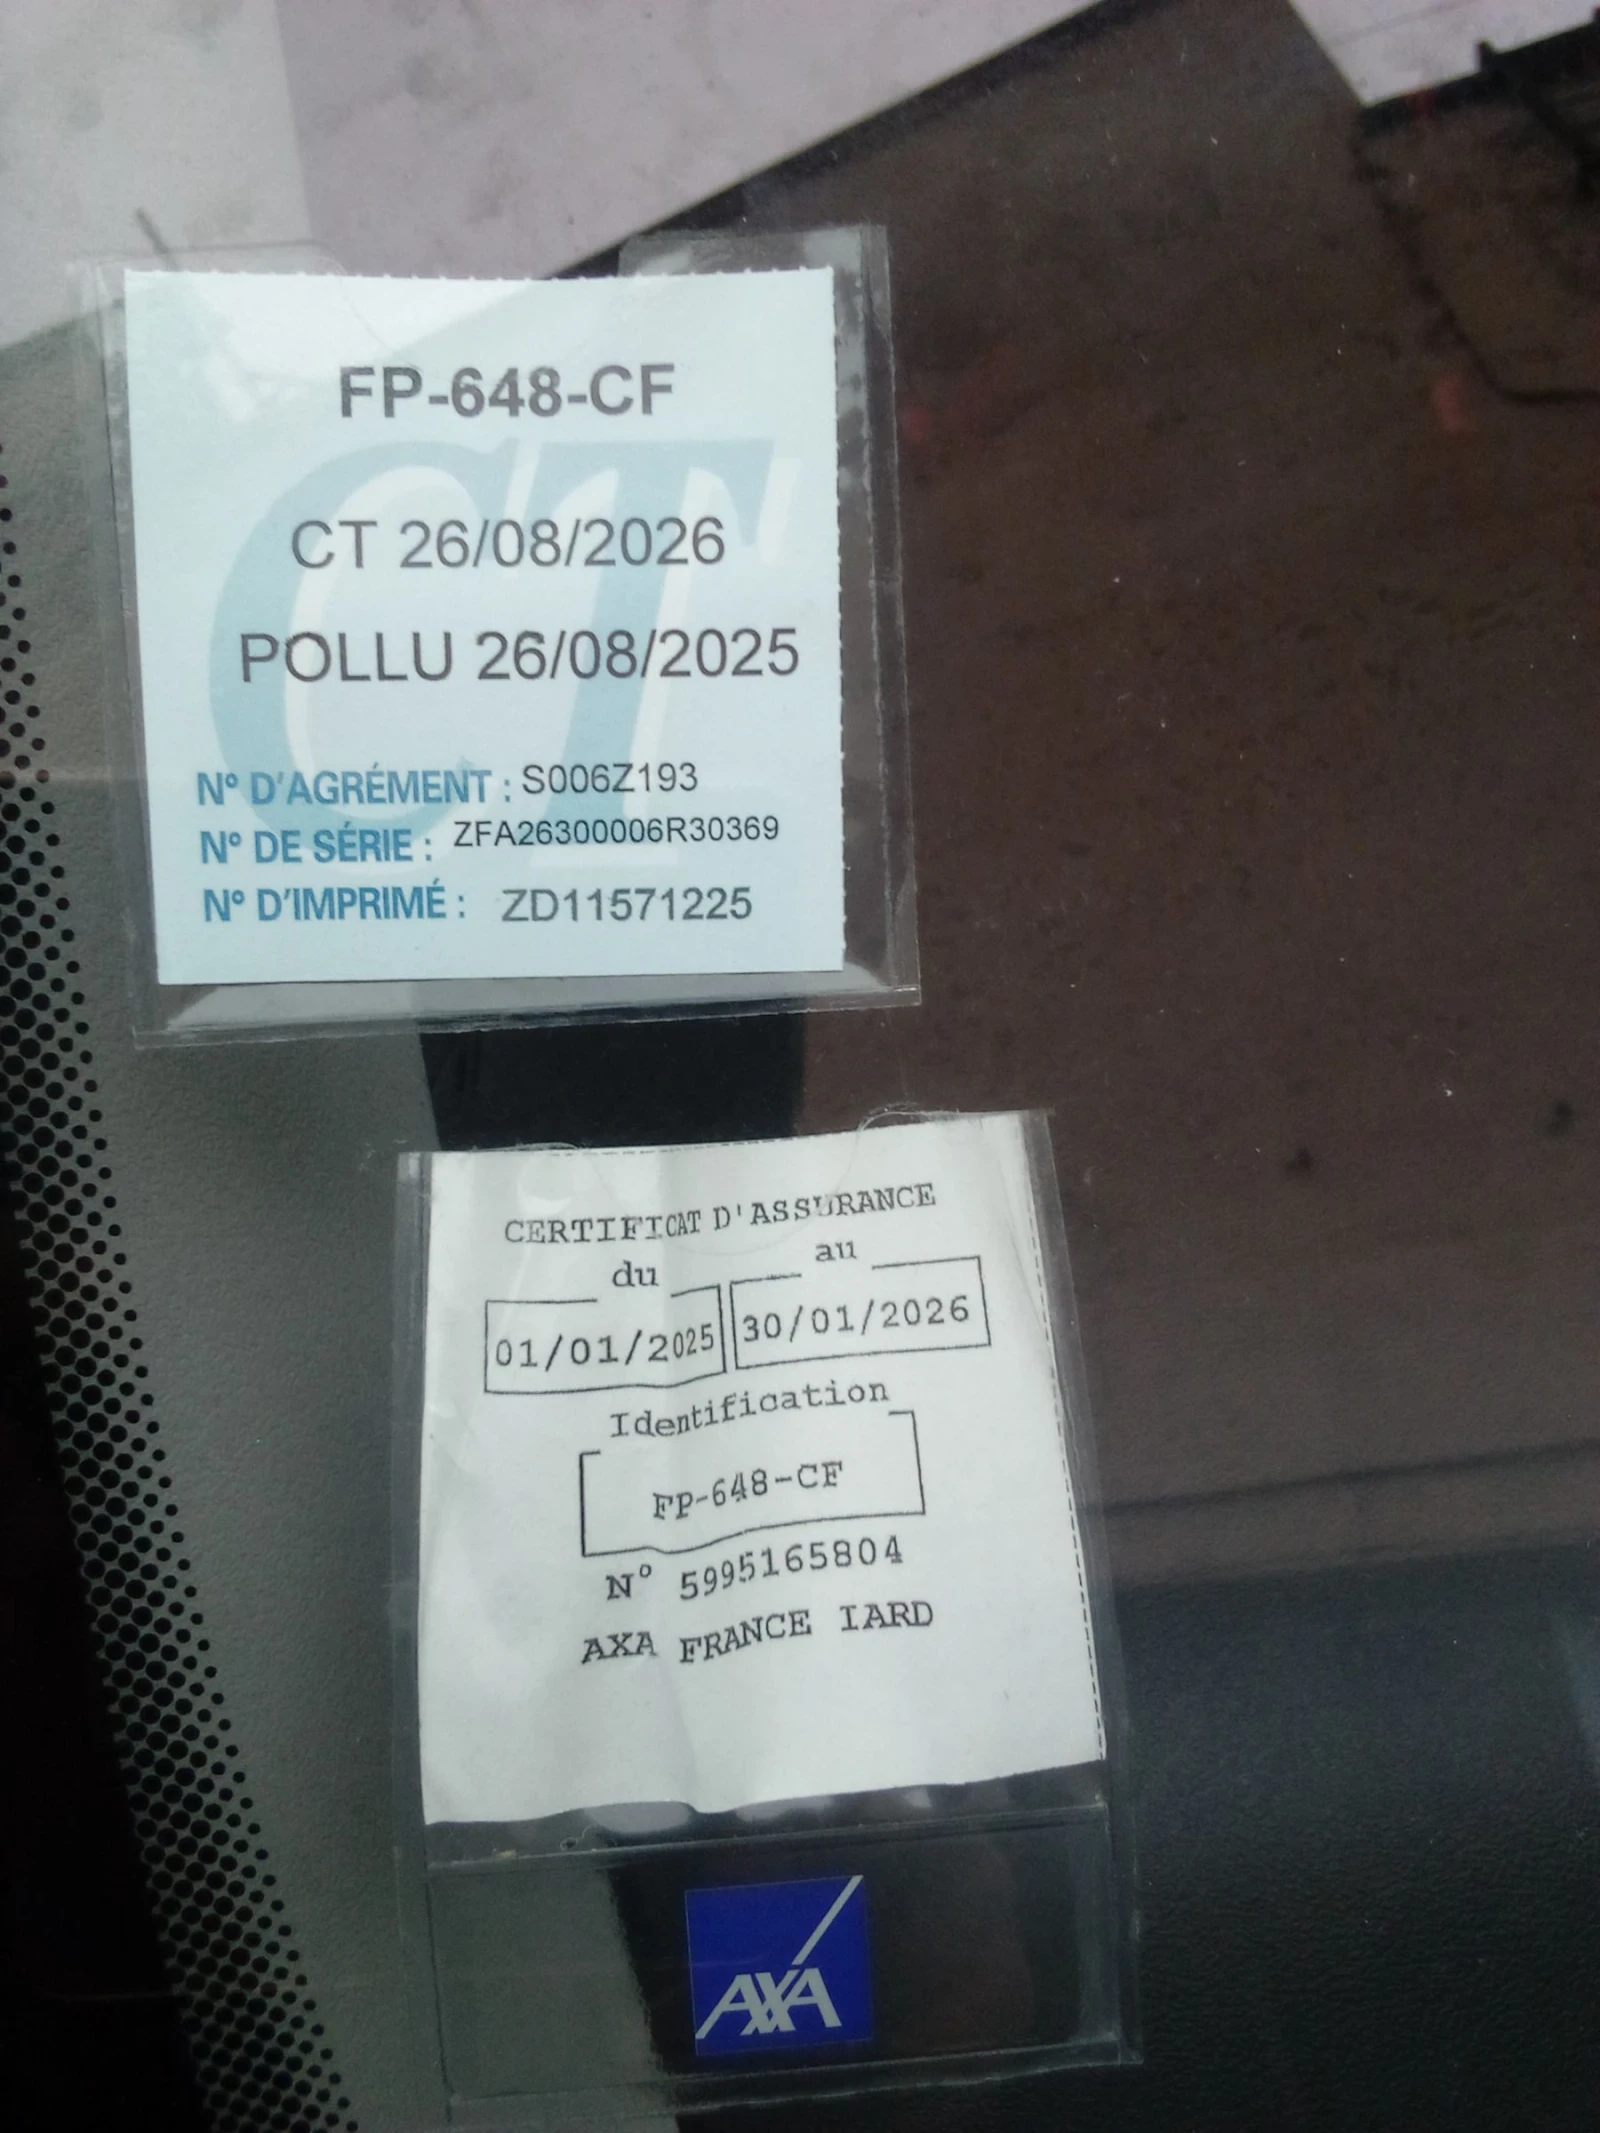 FP-648-CF
CT
CT 26/08/2026
POLLU 26/08/2025
N° D'AGRÉMENT : S006Z193
N° DE SÉRIE : ZFA26300006R30369
N° D'IMPRIMÉ : ZD11571225
CERTIFICAT D'ASSURANCE
du au
01/01/2025 30/01/2026
Identification
FP-648-CF
N° 5995165804
AXA FRANCE IARD
AXA